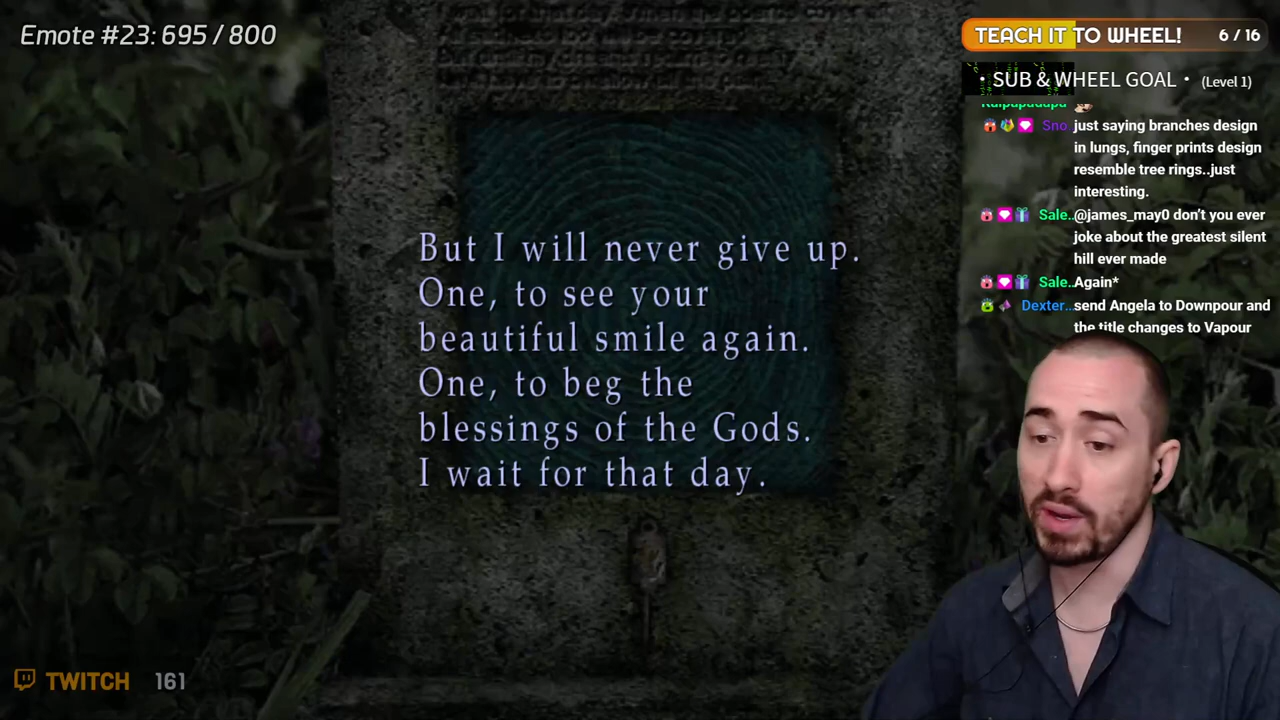 Emote #23: 695 / 800
TEACH IT TO WHEEL! 6 / 16
• SUB & WHEEL GOAL • (Level 1)
Sno. just saying branches design
in lungs, finger prints design
resemble tree rings..just
interesting.
Sale.. @james_may0 don't you ever
joke about the greatest silent
hill ever made
Sale.. Again*
Dexter... send Angela to Downpour and
the title changes to Vapour
But I will never give up.
One, to see your
beautiful smile again.
One, to beg the
blessings of the Gods.
I wait for that day.
TWITCH 161